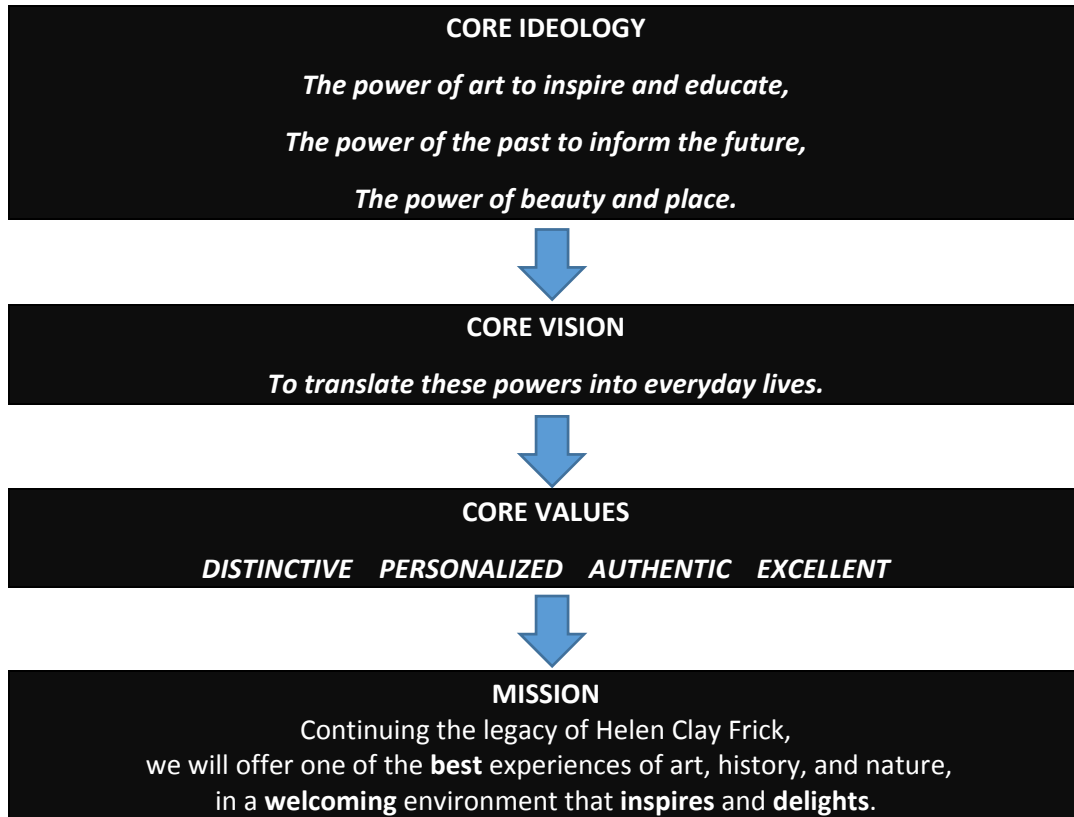 CORE IDEOLOGY
The power of art to inspire and educate,
The power of the past to inform the future,
The power of beauty and place.
CORE VISION
To translate these powers into everyday lives.
CORE VALUES
DISTINCTIVE PERSONALIZED AUTHENTIC EXCELLENT
MISSION
Continuing the legacy of Helen Clay Frick,
we will offer one of the best experiences of art, history, and nature,
in a welcoming environment that inspires and delights.